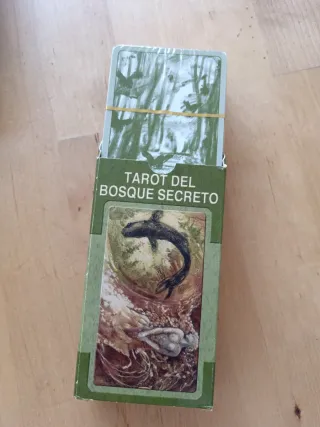 TAROT DEL
BOSQUE SECRETO